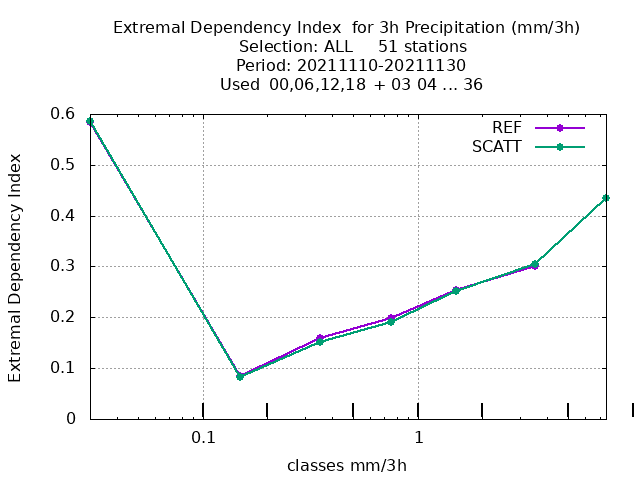 Extremal Dependency Index  for 3h Precipitation (mm/3h)
Selection: ALL     51 stations
Period: 20211110-20211130
Used  00,06,12,18  + 03 04 ... 36
REF
SCATT
0.6
0.5
0.4
0.3
0.2
0.1
0
Extremal Dependency Index
0.1 1
classes mm/3h